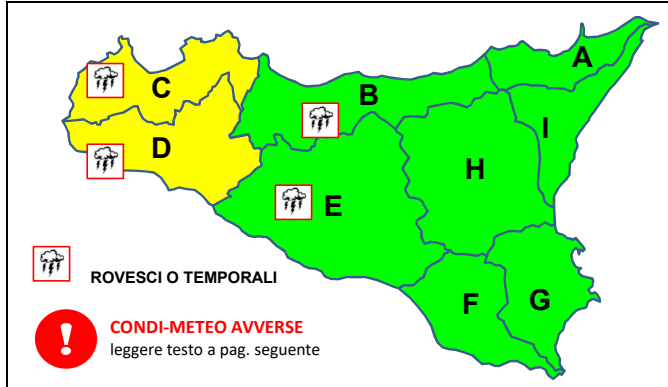 A
C
B
I
D
H
E
ROVESCI O TEMPORALI
F
G
CONDI-METEO AVVERSE
leggere testo a pag. seguente